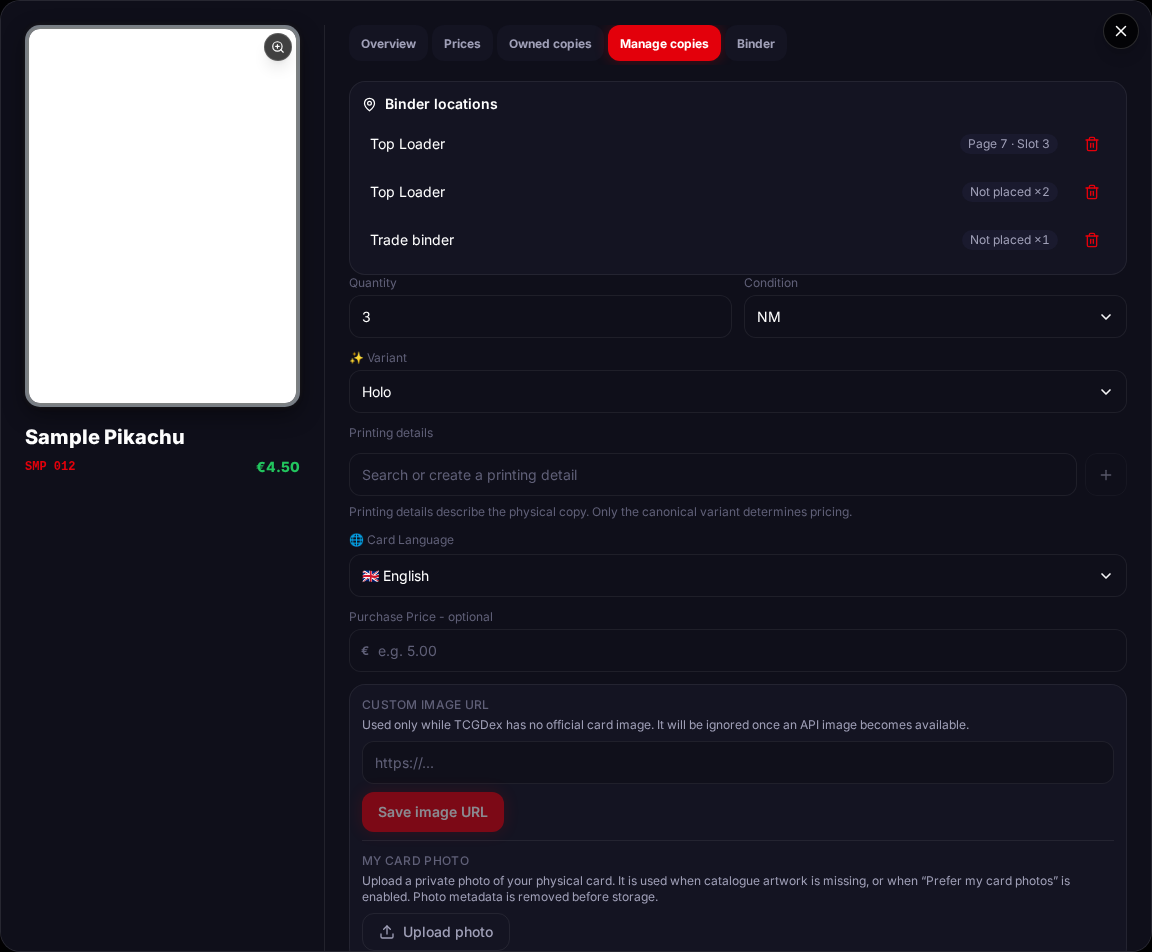 Overview Prices Owned copies Manage copies Binder
Binder locations
Top Loader Page 7 · Slot 3
Top Loader Not placed ×2
Trade binder Not placed ×1
Quantity Condition
3 NM
✨ Variant
Holo
Printing details
Search or create a printing detail
Printing details describe the physical copy. Only the canonical variant determines pricing.
🌐 Card Language
🇬🇧 English
Purchase Price - optional
€ e.g. 5.00
CUSTOM IMAGE URL
Used only while TCGDex has no official card image. It will be ignored once an API image becomes available.
https://...
Save image URL
MY CARD PHOTO
Upload a private photo of your physical card. It is used when catalogue artwork is missing, or when “Prefer my card photos” is
enabled. Photo metadata is removed before storage.
Upload photo
Sample Pikachu
SMP 012 €4.50